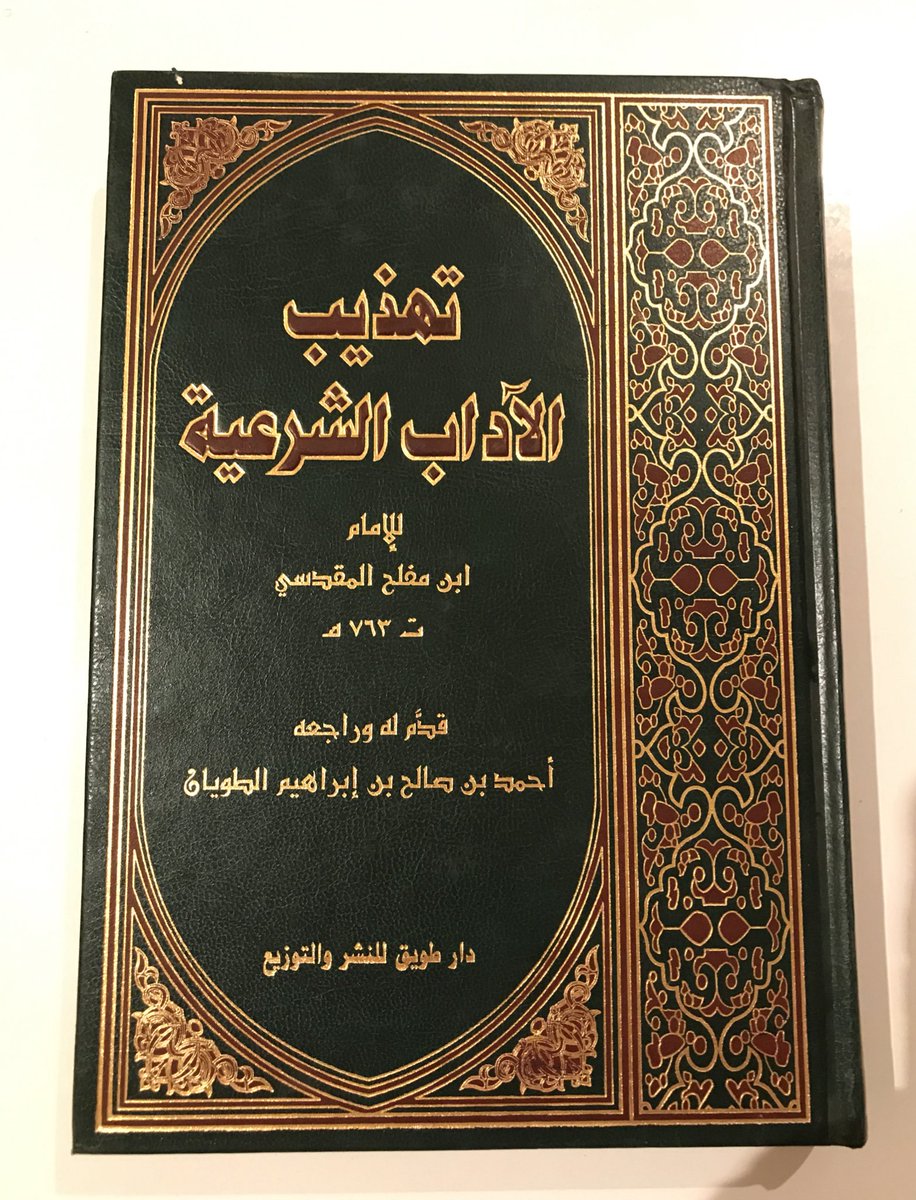 تهذيب
الآداب الشرعية
للإمام
ابن مفلح المقدسي
ت ٧٦٣ ه
قدَّم له وراجعه
أحمد بن صالح بن إبراهيم الطويان
دار طويق للنشر والتوزيع